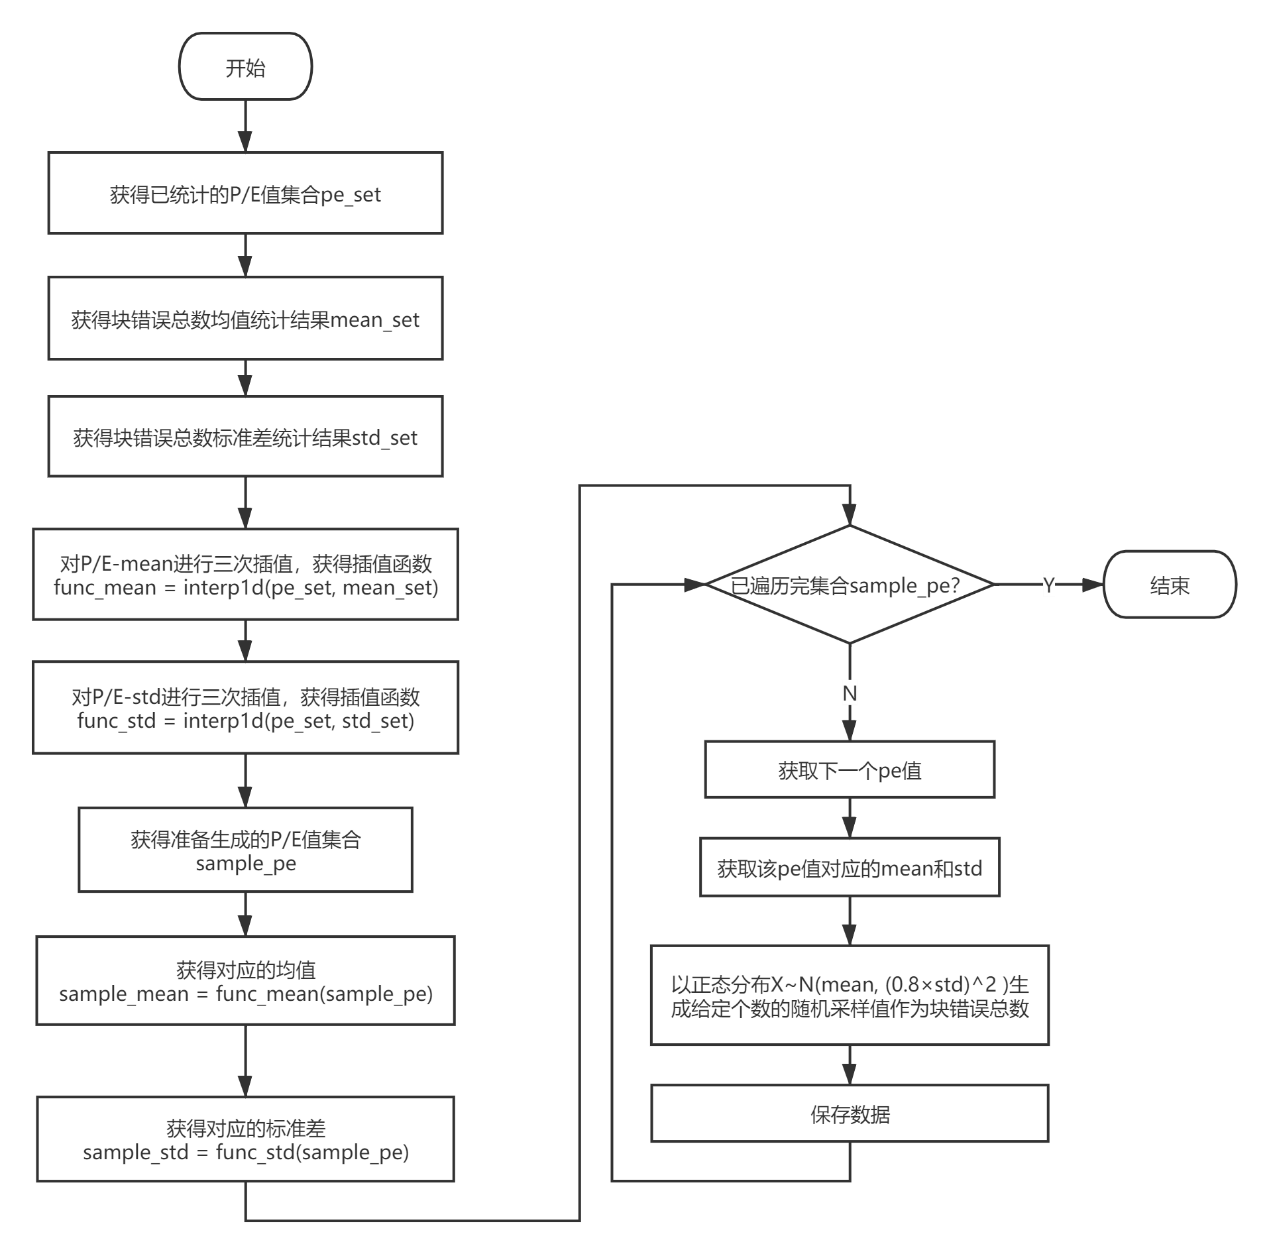 开始
获得已统计的P/E值集合pe_set
获得块错误总数均值统计结果mean_set
获得块错误总数标准差统计结果std_set
对P/E-mean进行三次插值，获得插值函数
func_mean = interp1d(pe_set, mean_set)
对P/E-std进行三次插值，获得插值函数
func_std = interp1d(pe_set, std_set)
获得准备生成的P/E值集合
sample_pe
获得对应的均值
sample_mean = func_mean(sample_pe)
获得对应的标准差
sample_std = func_std(sample_pe)
已遍历完集合sample_pe?
Y
结束
N
获取下一个pe值
获取该pe值对应的mean和std
以正态分布X~N(mean, (0.8×std)^2 )生
成给定个数的随机采样值作为块错误总数
保存数据